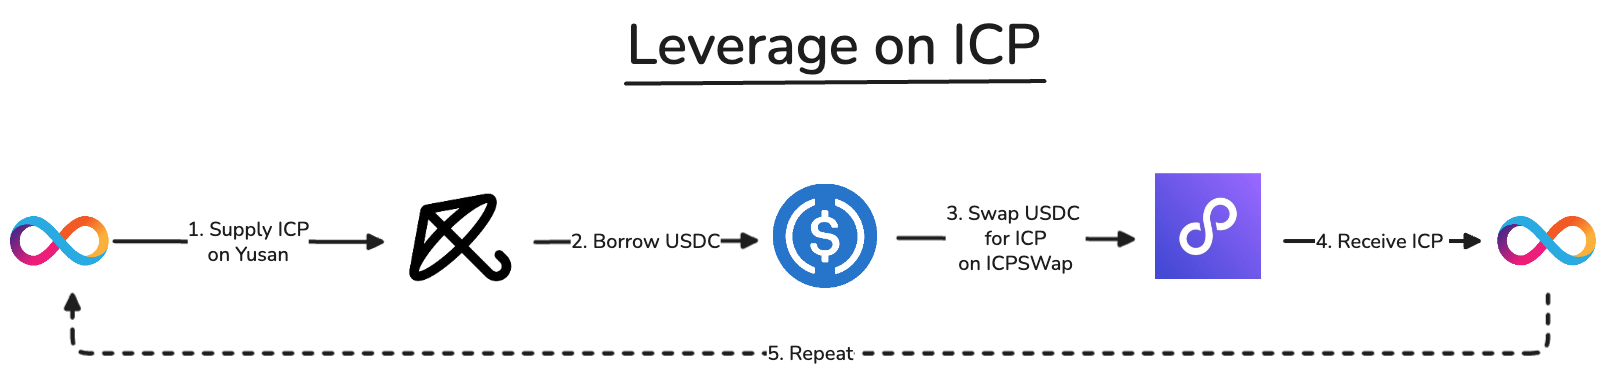 Leverage on ICP
1. Supply ICP
on Yusan
2. Borrow USDC
3. Swap USDC
for ICP
on ICPSWap
4. Receive ICP
5. Repeat